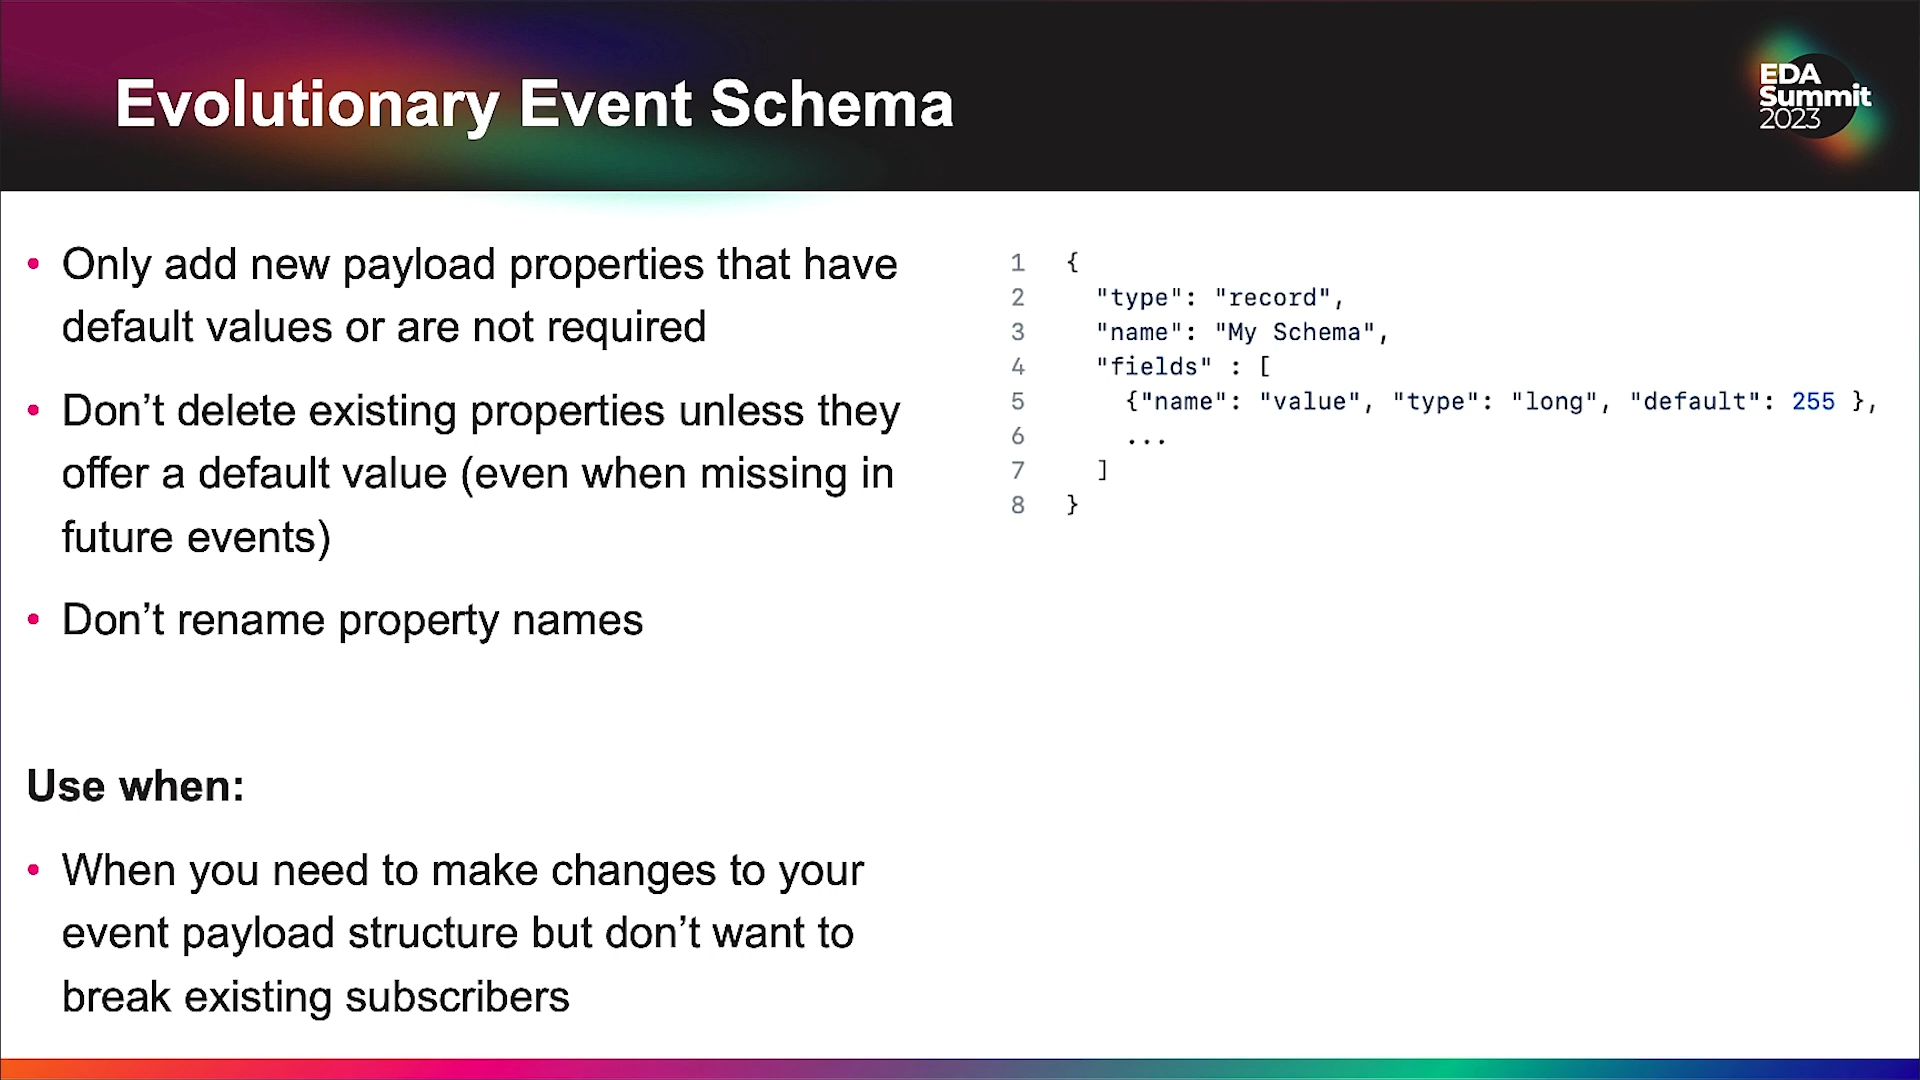 Evolutionary Event Schema
EDA
Summit
2023
• Only add new payload properties that have
default values or are not required
• Don’t delete existing properties unless they
offer a default value (even when missing in
future events)
• Don’t rename property names
Use when:
• When you need to make changes to your
event payload structure but don’t want to
break existing subscribers
1 {
2 "type": "record",
3 "name": "My Schema",
4 "fields" : [
5 {"name": "value", "type": "long", "default": 255 },
6 ...
7 ]
8 }